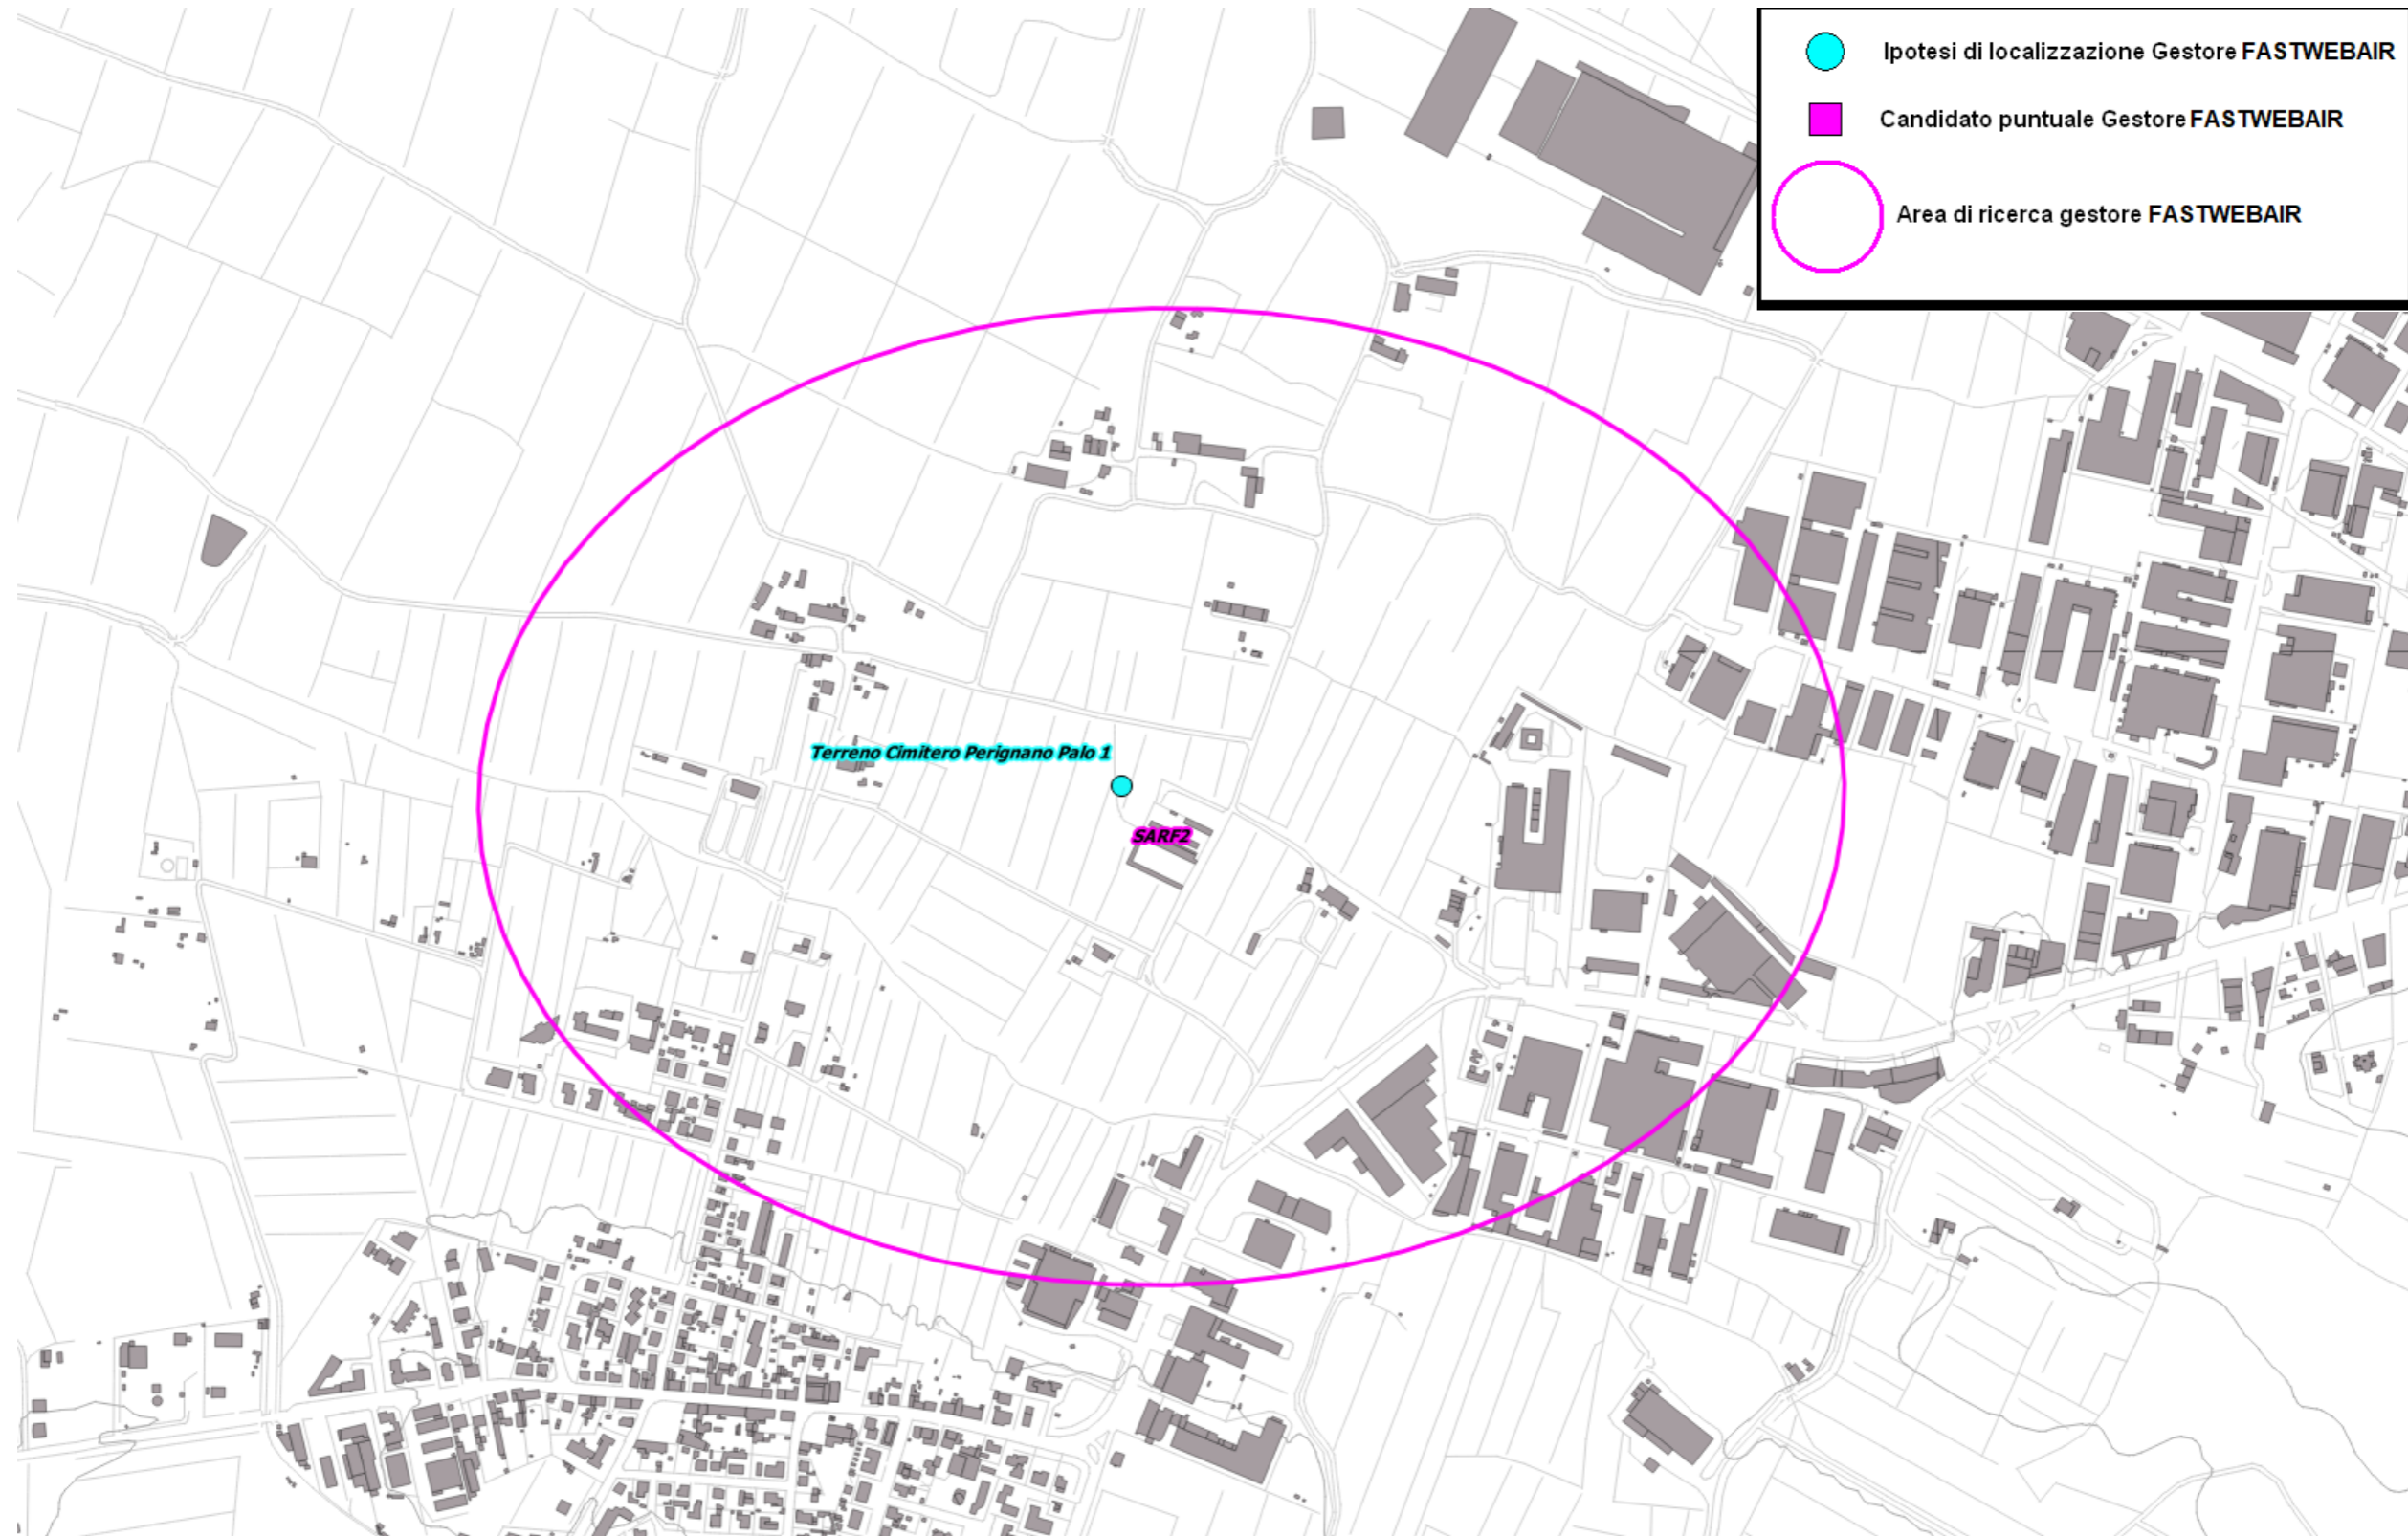 Ipotesi di localizzazione Gestore FASTWEBAIR
Candidato puntuale Gestore FASTWEBAIR
Area di ricerca gestore FASTWEBAIR
Terreno Cimitero Perignano Palo 1
SARF2